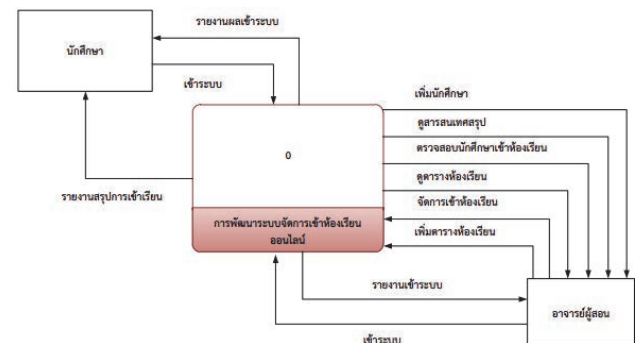 รายงานผลเข้าระบบ
นักศึกษา
เข้าระบบ
เพิ่มนักศึกษา
ดูสารสนเทศสรุป
0
ตรวจสอบนักศึกษาเข้าห้องเรียน
ดูตารางห้องเรียน
รายงานสรุปการเข้าเรียน
จัดการเข้าห้องเรียน
การพัฒนาระบบจัดการเข้าห้องเรียน
ออนไลน์
เพิ่มตารางห้องเรียน
รายงานเข้าระบบ
อาจารย์ผู้สอน
เข้าระบบ